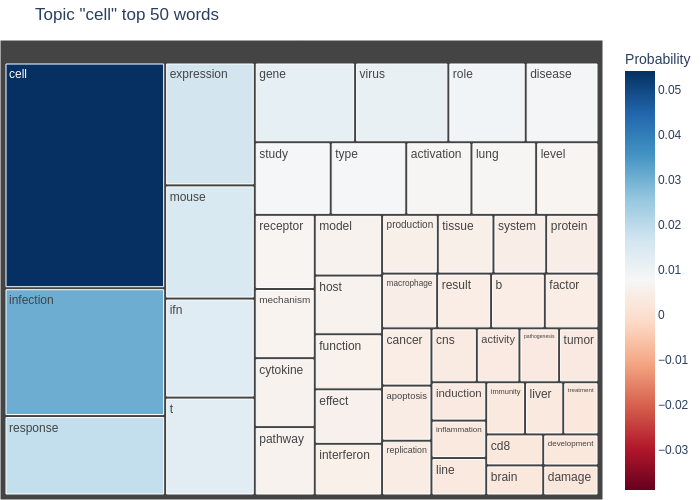 Topic "cell" top 50 words
cell
expression
gene
virus
role
disease
study
type
activation
lung
level
mouse
receptor
model
production
tissue
system
protein
infection
mechanism
host
macrophage
result
b
factor
ifn
function
cancer
cns
activity
pathogenesis
tumor
cytokine
effect
apoptosis
induction
immunity
liver
treatment
response
t
pathway
interferon
replication
inflammation
cd8
development
line
brain
damage
Probability
0.05
0.04
0.03
0.02
0.01
0
−0.01
−0.02
−0.03